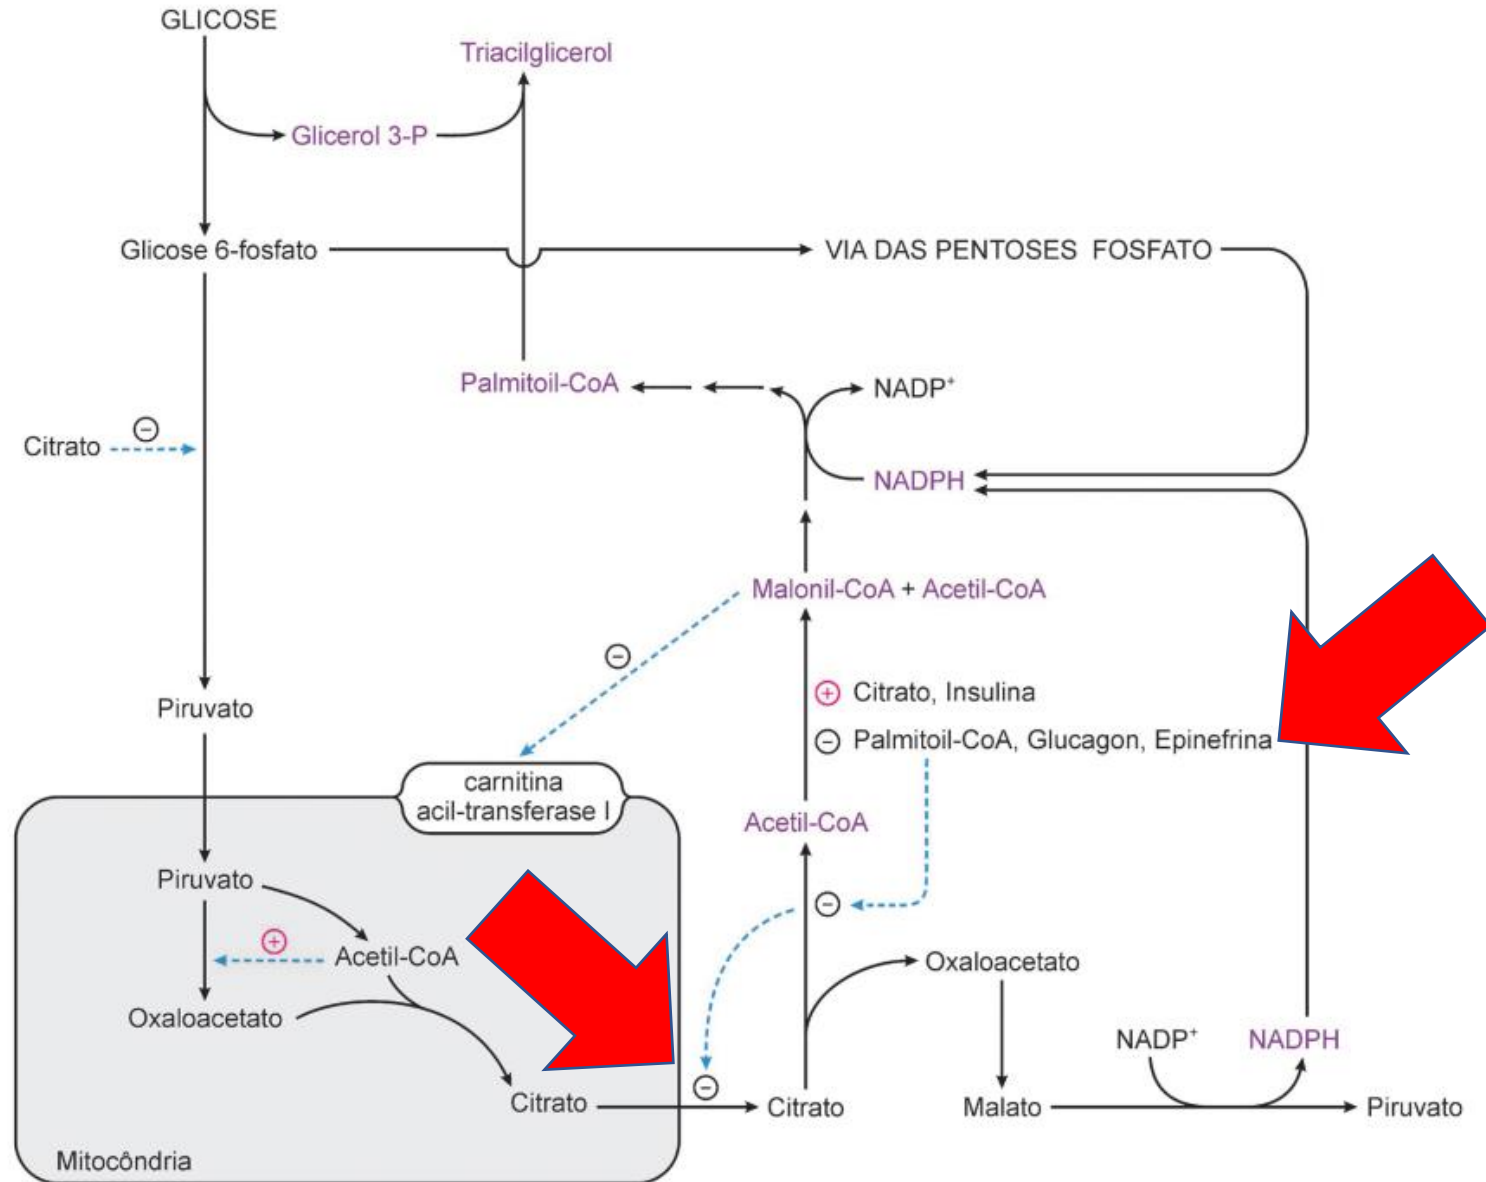 GLICOSE
Triacilglicerol
Glicerol 3-P
Glicose 6-fosfato
VIA DAS PENTOSES FOSFATO
Palmitoil-CoA
NADP⁺
Citrato
−
NADPH
Malonil-CoA + Acetil-CoA
−
+ Citrato, Insulina
− Palmitoil-CoA, Glucagon, Epinefrina
Piruvato
carnitina
acil-transferase I
Acetil-CoA
Piruvato
−
+
Acetil-CoA
Oxaloacetato
Oxaloacetato
NADP⁺
NADPH
−
Citrato
Citrato
Malato
Piruvato
Mitocôndria